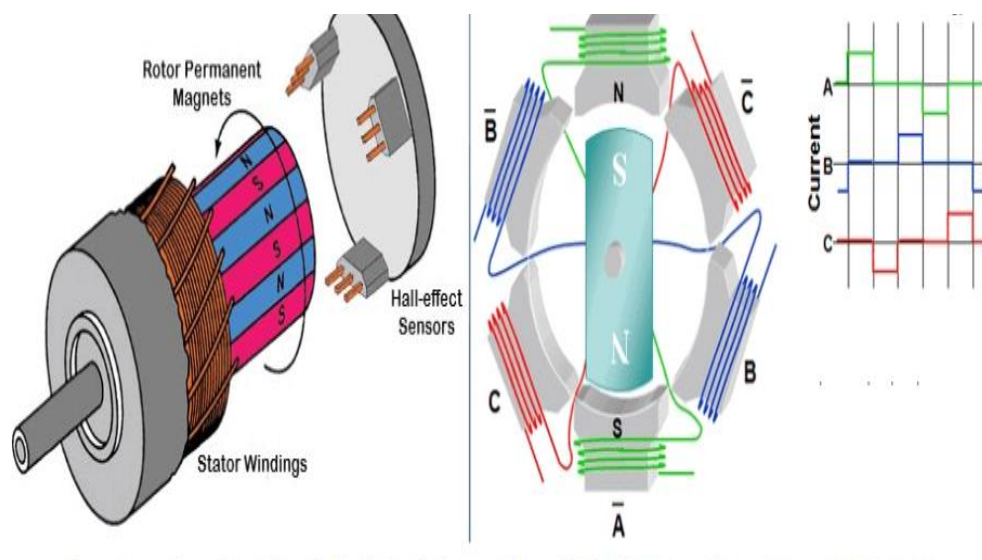 Rotor Permanent
Magnets
N
S
N
S
N
S
Hall-effect
Sensors
Stator Windings
N
B
C
S
N
C
B
S
A
Current
A
B
C